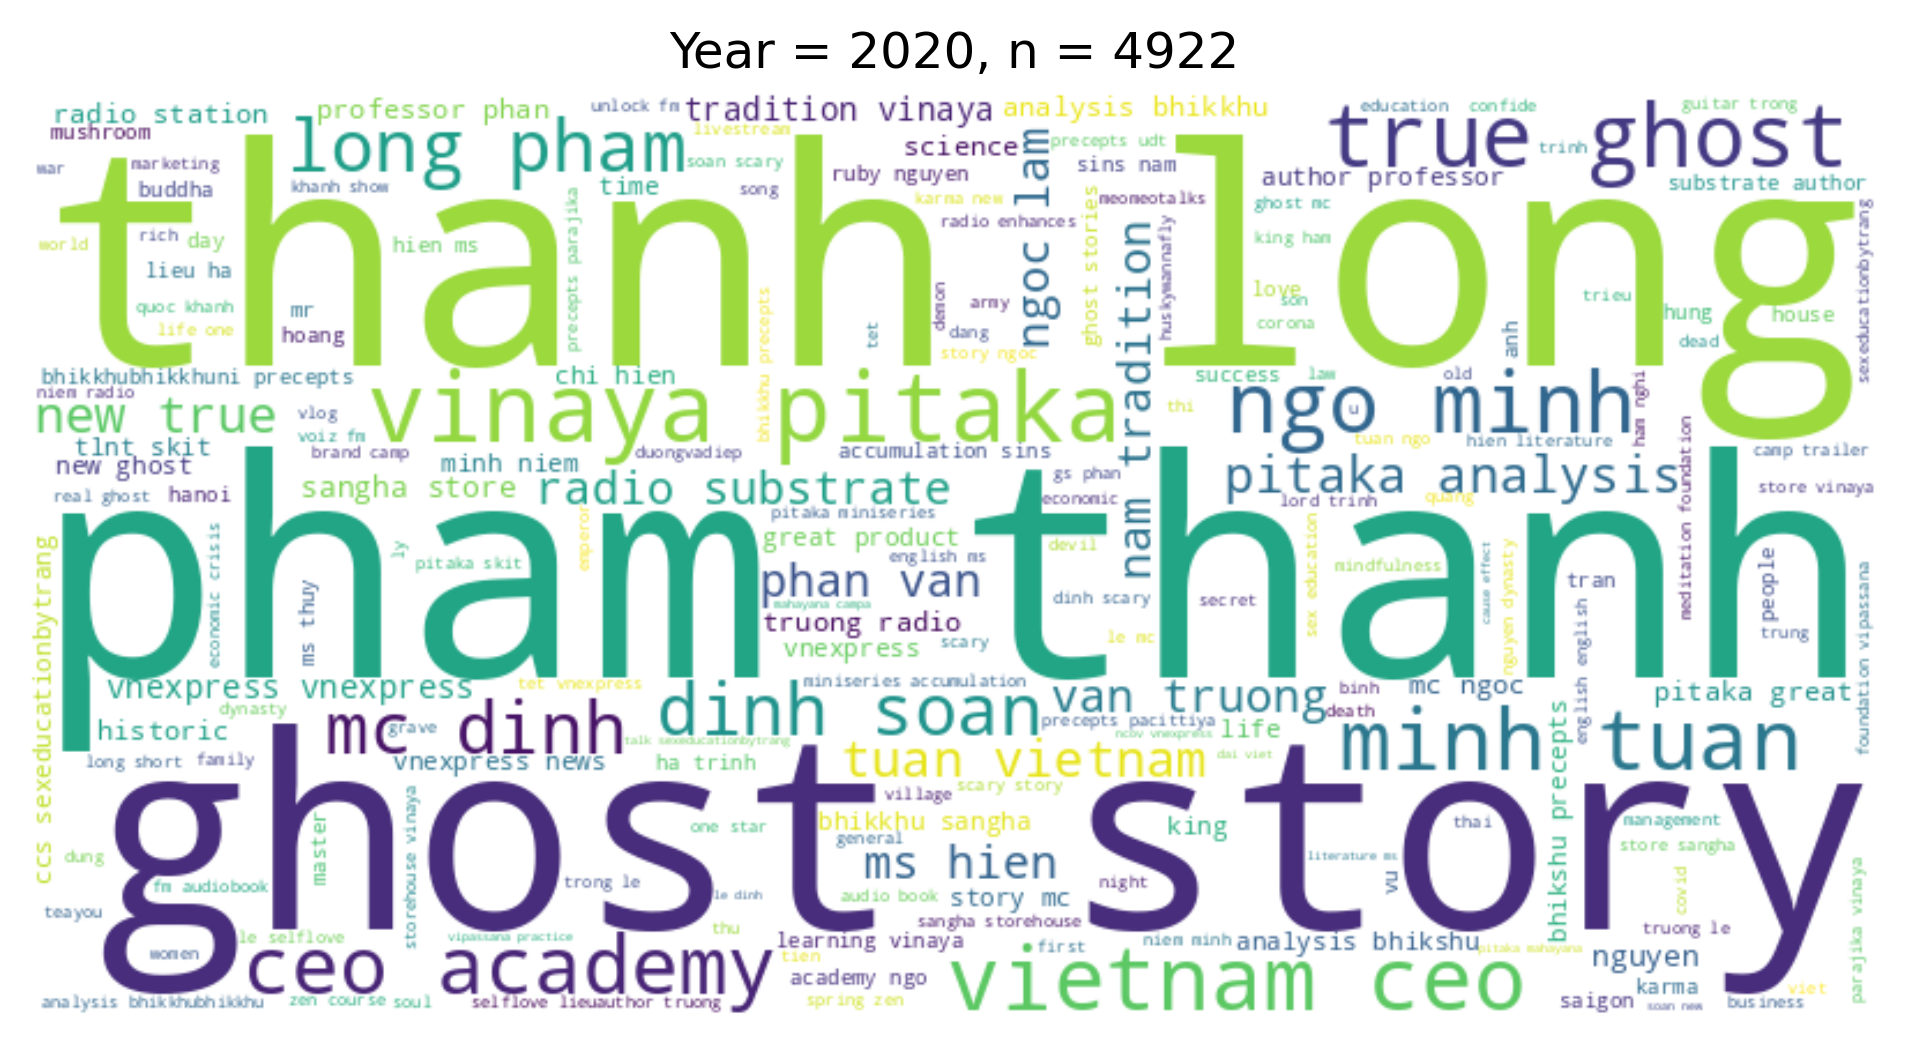 Year = 2020, n = 4922
radio station
professor phan
unlock fm
tradition vinaya
analysis bhikkhu
education
confide
guitar trong
mushroom
long pham
livestream
science
precepts udt
true ghost
trinh
war
marketing
soan scary
ruby nguyen
ngoc lam
sins nam
author professor
substrate author
buddha
khanh show
time
song
karma new
meomeotalks
ghost mc
thanh long
world
rich
day
hien ms
precepts parajika
radio enhances
ghost stories
nam tradition
huskywannafly
king ham
sexeducationbytrang
lieu ha
quoc khanh
mr
life one
hoang
bhikkhu precepts
tet
demon
army
dang
story ngoc
love
son
corona
trieu
hung
house
anh
dead
bhikkhubhikkhuni precepts
chi hien
success
law
old
niem radio
new true
vlog
vinaya pitaka
thi
ngo minh
u
ham nghi
tlnt skit
voiz fm
brand camp
duongvadiep
accumulation sins
tuan ngo
hien literature
camp trailer
new ghost
minh niem
gs phan
pitaka analysis
meditation foundation
real ghost
hanoi
sangha store
radio substrate
economic
lord trinh
quang
store vinaya
pham thanh
pitaka miniseries
great product
devil
english ms
ccs sexeducationbytrang
economic crisis
ly
pitaka skit
emperor
phan van
sex education
mindfulness
cause effect
nguyen dynasty
tran
people
foundation vipassana
ms thuy
mahayana campa
dinh scary
secret
english english
truong radio
le mc
trung
vnexpress
scary
vnexpress vnexpress
tet vnexpress
miniseries accumulation
van truong
binh
mc ngoc
pitaka great
dynasty
mc dinh
dinh soan
death
historic
grave
precepts pacittiya
life
minh tuan
bhikshu precepts
talk sexeducationbytrang
ncov vnexpress
dai viet
long short
family
vnexpress news
ha trinh
tuan vietnam
ghost story
storehouse vinaya
village
scary story
master
one star
bhikkhu sangha
king
thai
management
general
store sangha
dung
ms hien
literature ms
vu
covid
parajika vinaya
fm audiobook
trong le
le dinh
audio book
story mc
night
teayou
sangha storehouse
truong le
le selflove
vipassana practice
thu
women
ceo academy
learning vinaya
first
niem minh
analysis bhikshu
pitaka mahayana
tien
academy ngo
vietnam ceo
nguyen
karma
viet
analysis bhikkhubhikkhu
zen course
soul
selflove lieuauthor truong
spring zen
saigon
soan new
business